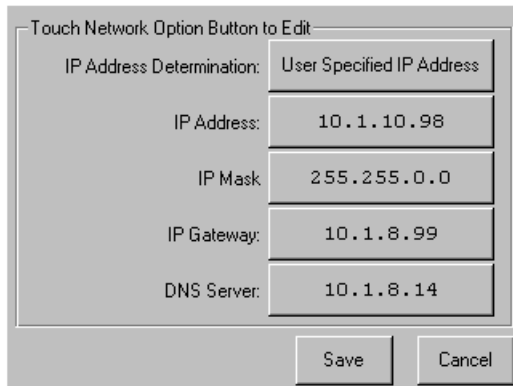 Touch Network Option Button to Edit
IP Address Determination: User Specified IP Address
IP Address: 10.1.10.98
IP Mask 255.255.0.0
IP Gateway: 10.1.8.99
DNS Server: 10.1.8.14
Save Cancel